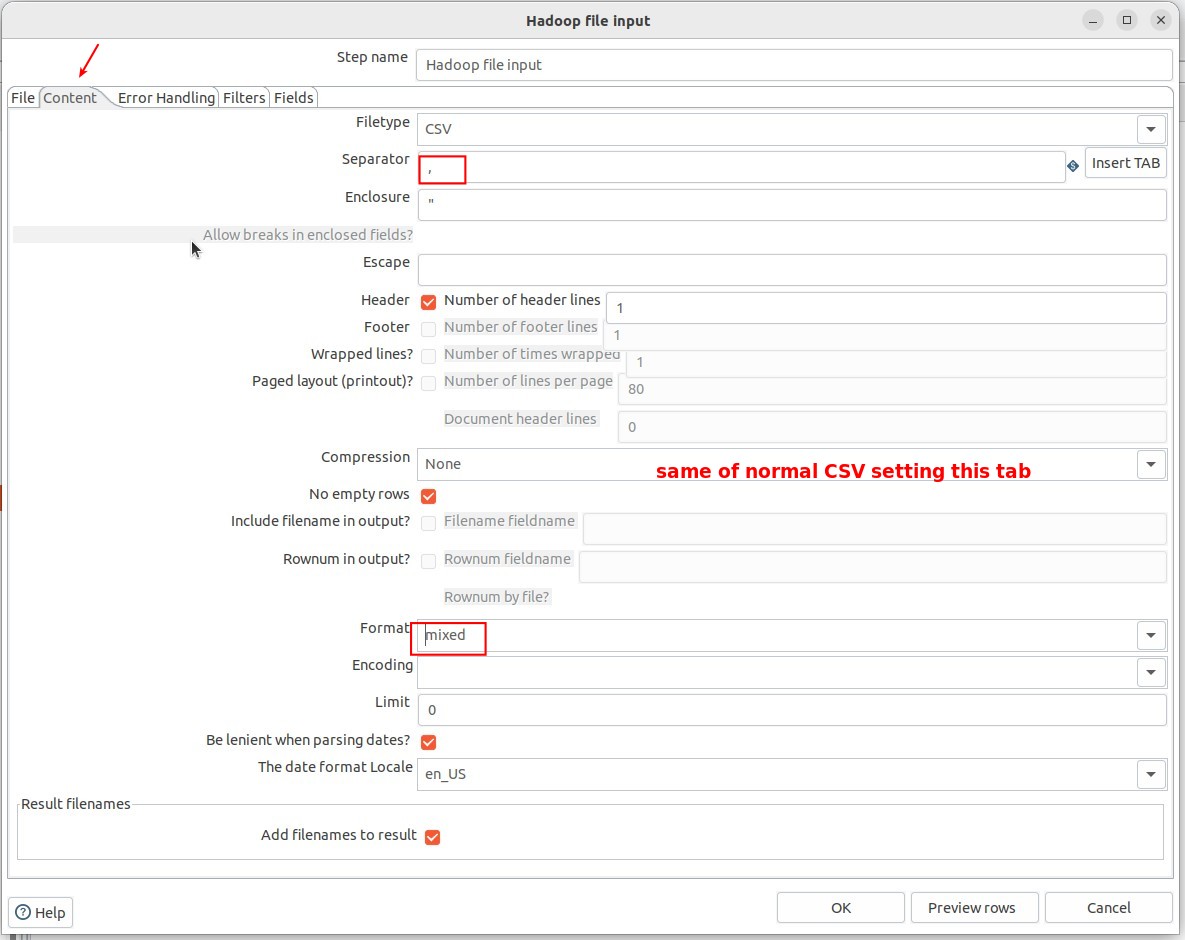 Hadoop file input
Step name Hadoop file input
File Content Error Handling Filters Fields
Filetype CSV
Separator , Insert TAB
Enclosure "
Allow breaks in enclosed fields?
Escape
Header Number of header lines 1
Footer Number of footer lines 1
Wrapped lines? Number of times wrapped 1
Paged layout (printout)? Number of lines per page 80
Document header lines 0
Compression None
same of normal CSV setting this tab
No empty rows
Include filename in output? Filename fieldname
Rownum in output? Rownum fieldname
Rownum by file?
Format mixed
Encoding
Limit 0
Be lenient when parsing dates?
The date format Locale en_US
Result filenames
Add filenames to result
Help OK Preview rows Cancel